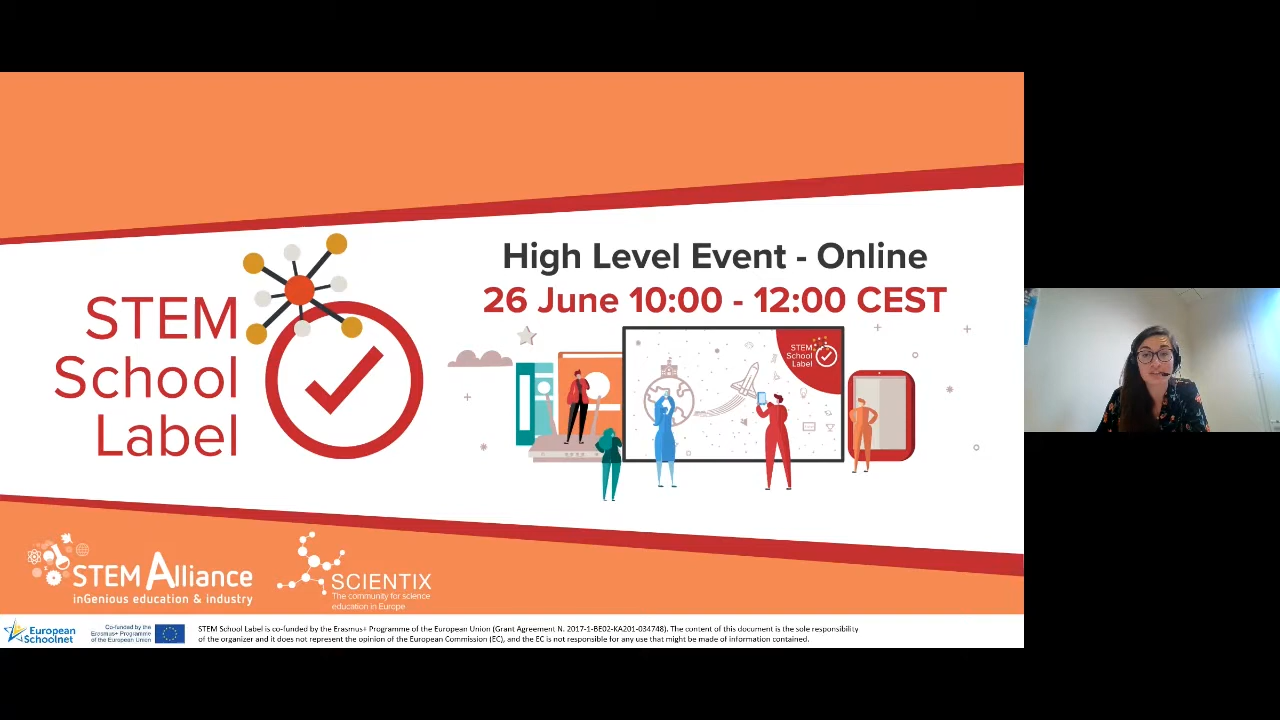 High Level Event - Online
26 June 10:00 - 12:00 CEST
STEM
School
Label
STEM
School
Label
STEM Alliance
inGenious education & industry
SCIENTIX
The community for science
education in Europe
European
Schoolnet
Co-funded by the
Erasmus+ Programme
of the European Union
STEM School Label is co-funded by the Erasmus+ Programme of the European Union (Grant Agreement N. 2017-1-BE02-KA201-034748). The content of this document is the sole responsibility
of the organizer and it does not represent the opinion of the European Commission (EC), and the EC is not responsible for any use that might be made of information contained.